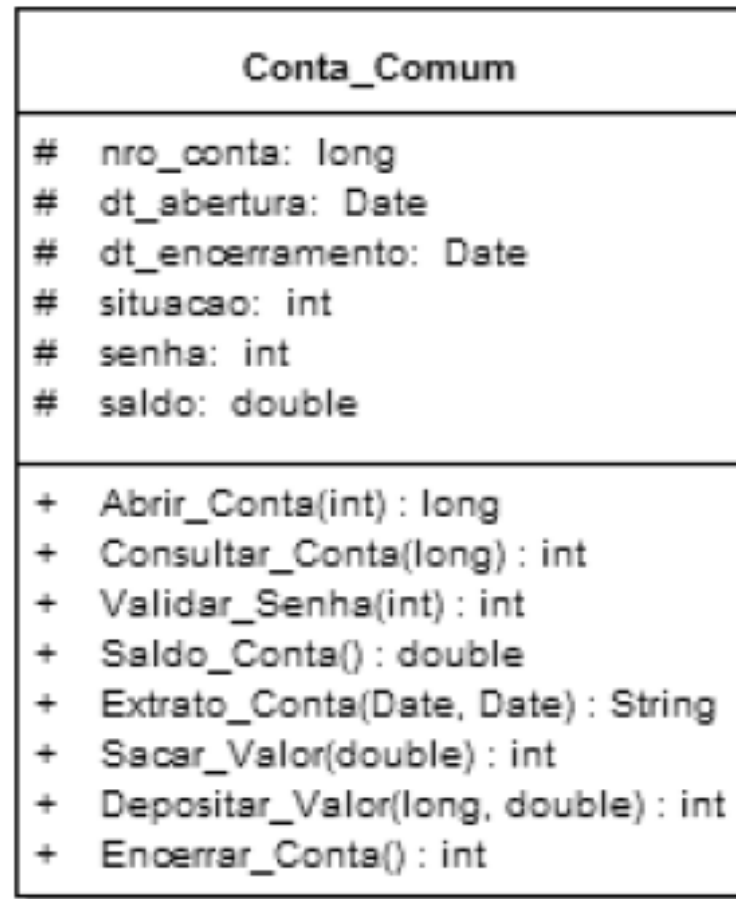 Conta_Comum
# nro_conta: long
# dt_abertura: Date
# dt_encerramento: Date
# situacao: int
# senha: int
# saldo: double
+ Abrir_Conta(int) : long
+ Consultar_Conta(long) : int
+ Validar_Senha(int) : int
+ Saldo_Conta() : double
+ Extrato_Conta(Date, Date) : String
+ Sacar_Valor(double) : int
+ Depositar_Valor(long, double) : int
+ Encerrar_Conta() : int